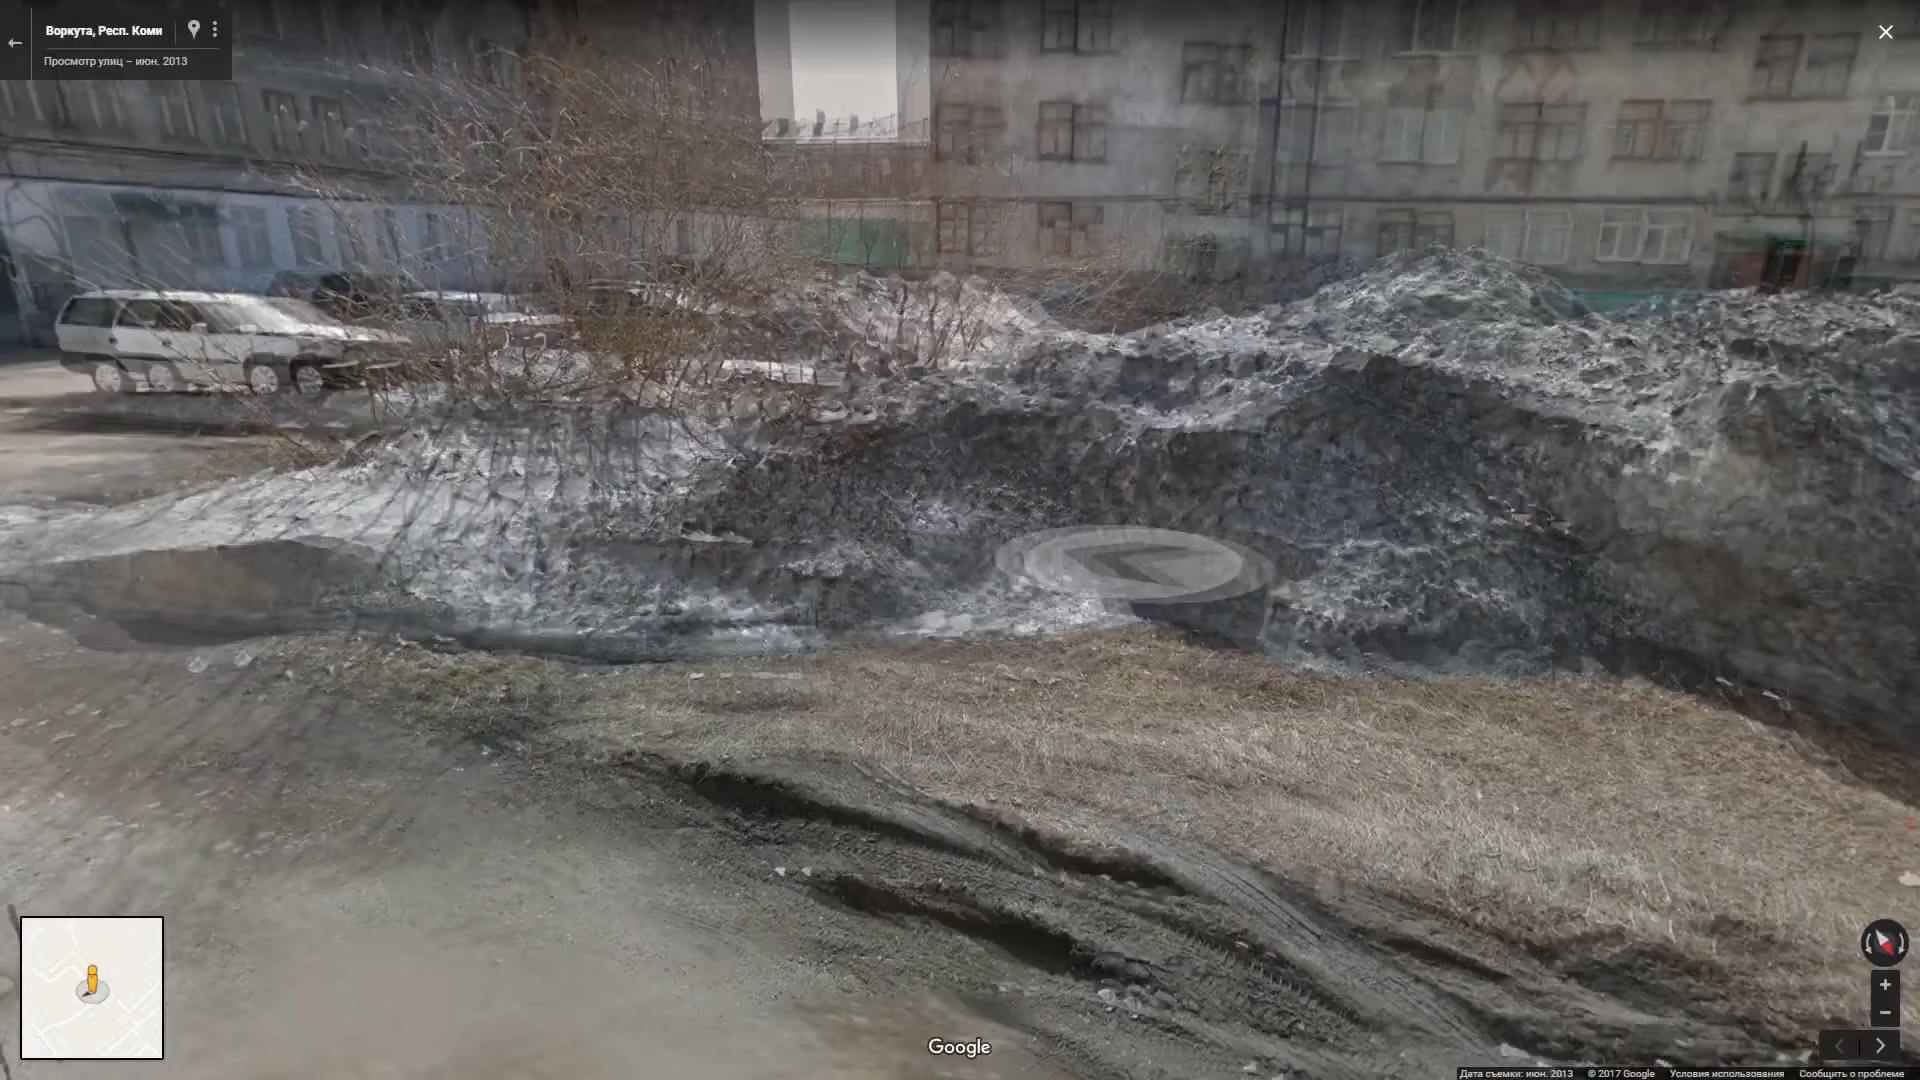 Воркута, Респ. Коми
Просмотр улиц – июн. 2013
Google
Дата съемки: июн. 2013 © 2017 Google Условия использования Сообщить о проблеме